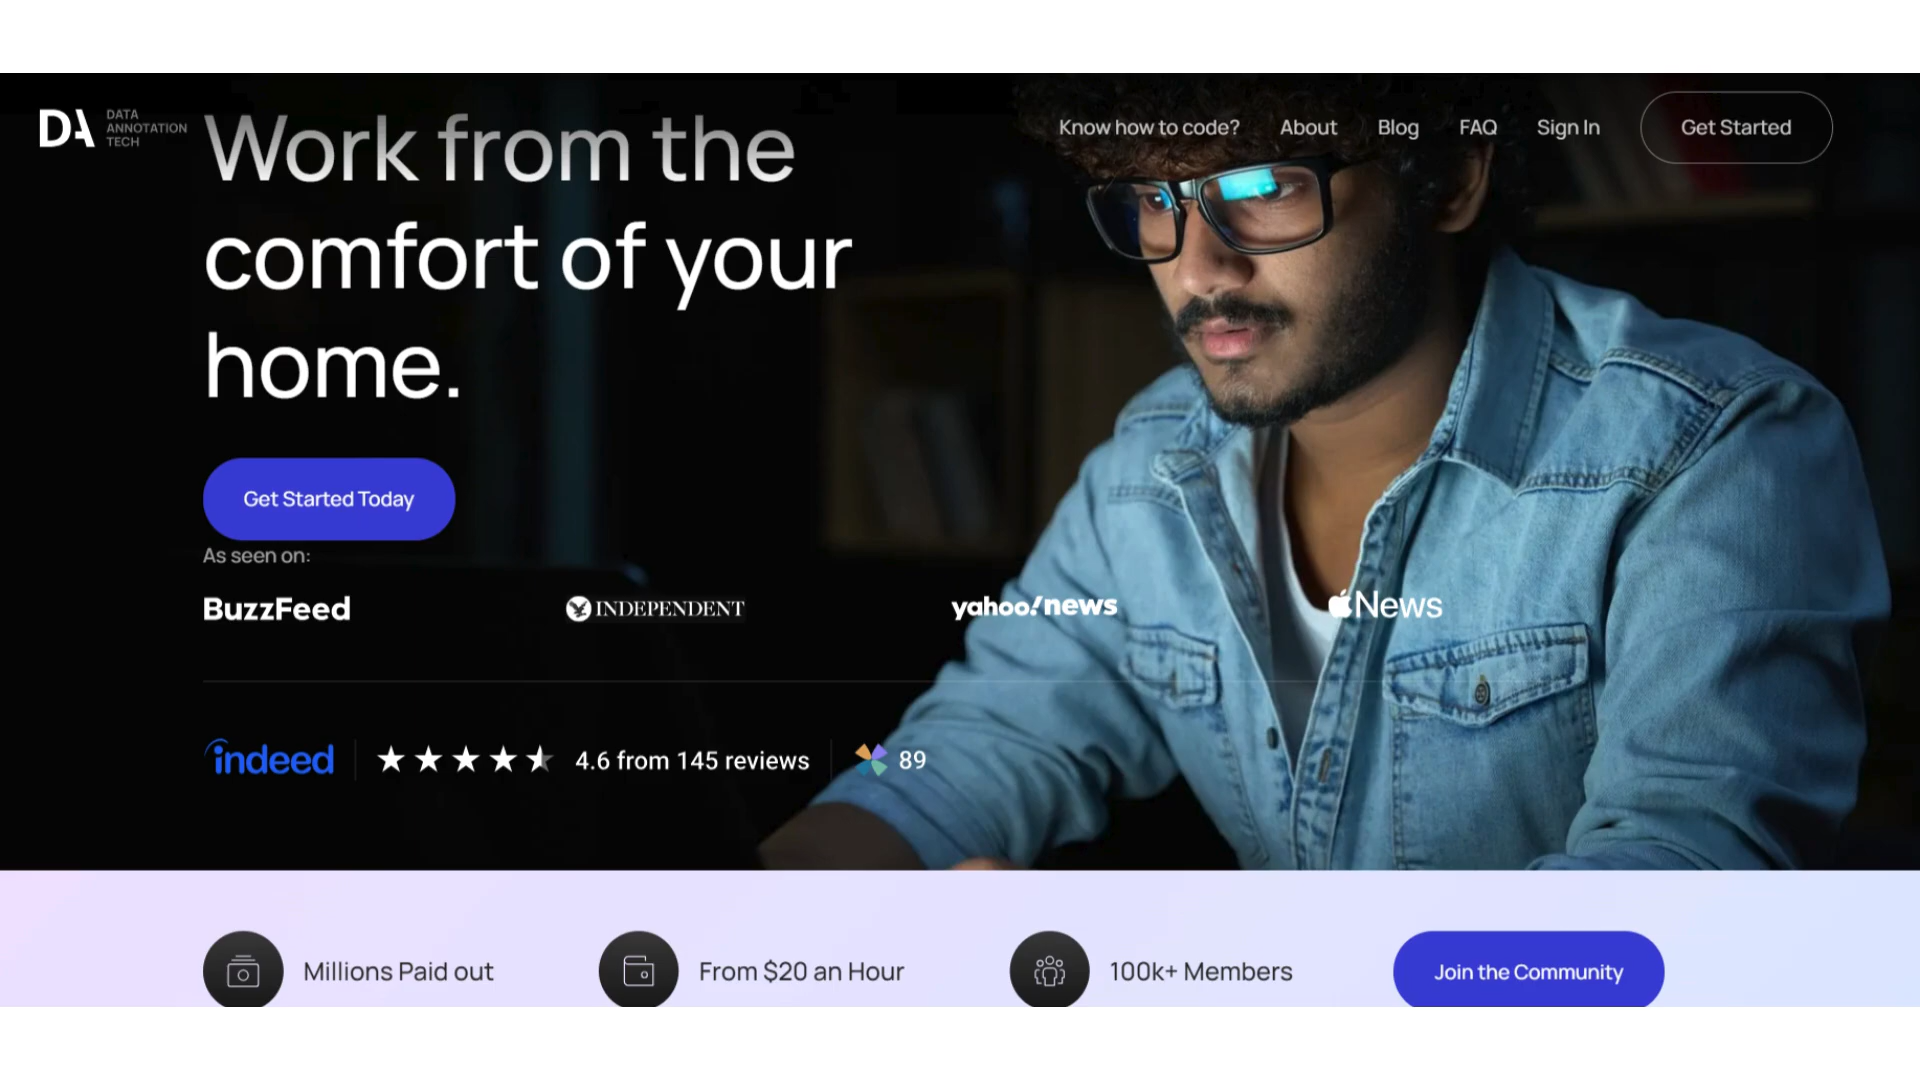 DATA
ANNOTATION
TECH
Know how to code?
About
Blog
FAQ
Sign In
Get Started
Work from the
comfort of your
home.
Get Started Today
As seen on:
BuzzFeed
INDEPENDENT
yahoo!news
News
indeed
4.6 from 145 reviews
89
Millions Paid out
From $20 an Hour
100k+ Members
Join the Community